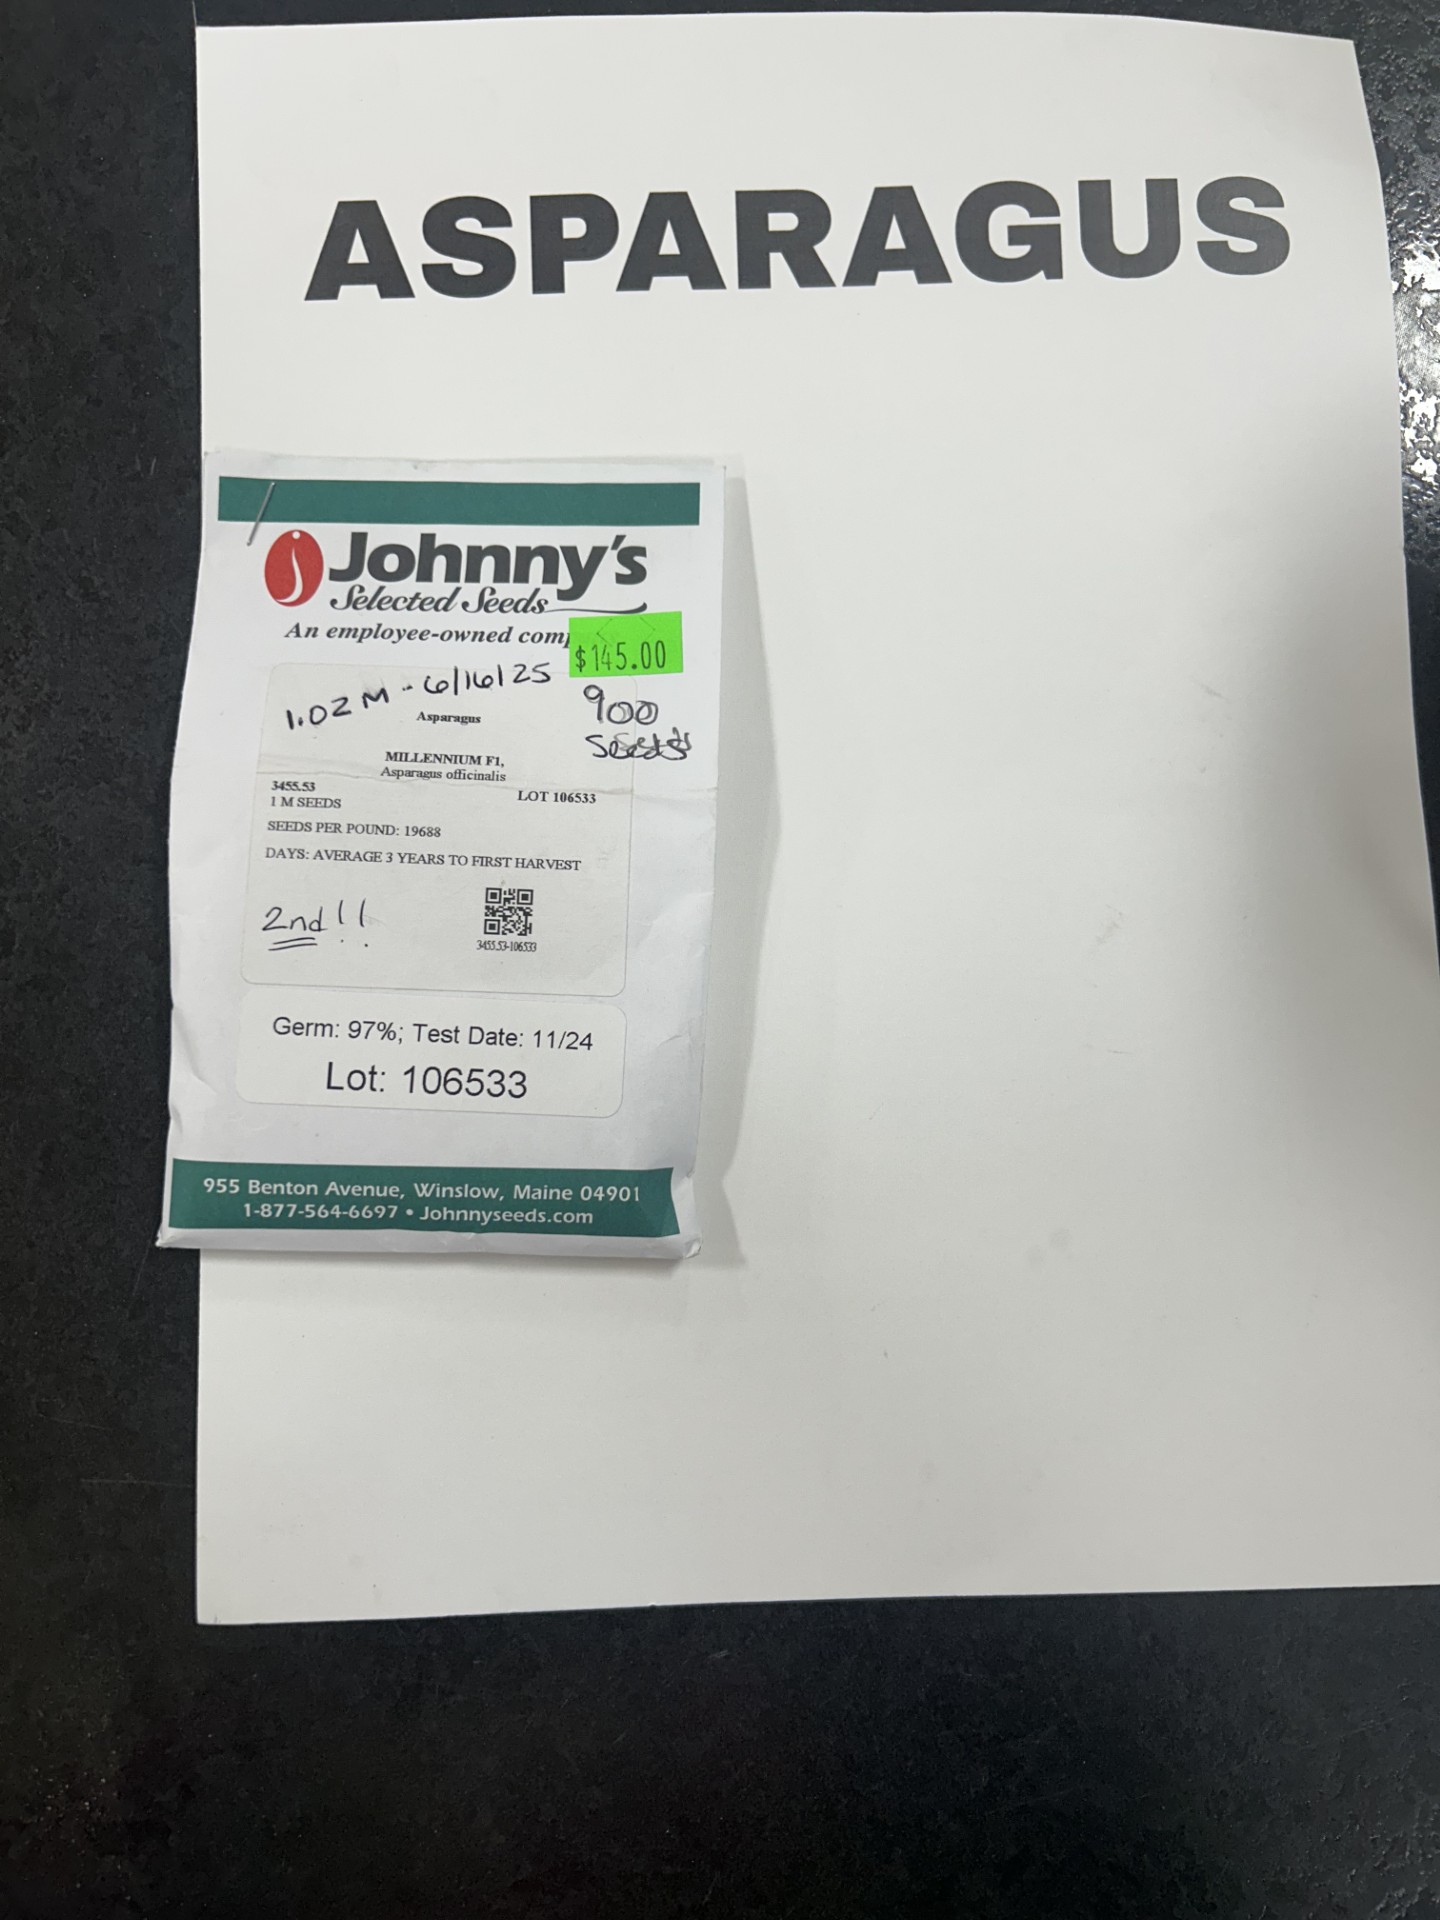 ASPARAGUS
Johnny's
Selected Seeds
An employee-owned
$145.00
1.02 M - 6/16/25
900
Seeds
Asparagus
MILLENNIUM F1,
Asparagus officinalis
3455.53
LOT 106533
1 M SEEDS
SEEDS PER POUND: 19688
DAYS: AVERAGE 3 YEARS TO FIRST HARVEST
2nd!!
3455.53-106533
Germ: 97%; Test Date: 11/24
Lot: 106533
955 Benton Avenue, Winslow, Maine 04901
1-877-564-6697 • Johnnyseeds.com